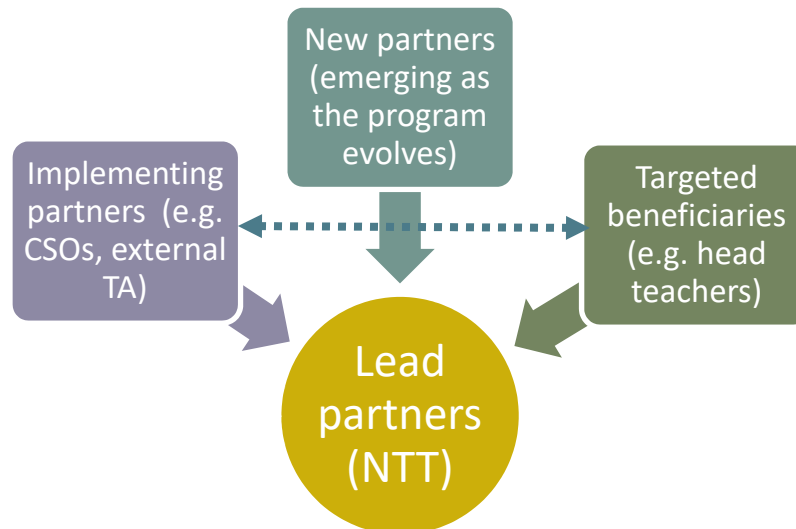 New partners
(emerging as
the program
evolves)
Implementing
partners (e.g.
CSOs, external
TA)
Targeted
beneficiaries
(e.g. head
teachers)
Lead
partners
(NTT)